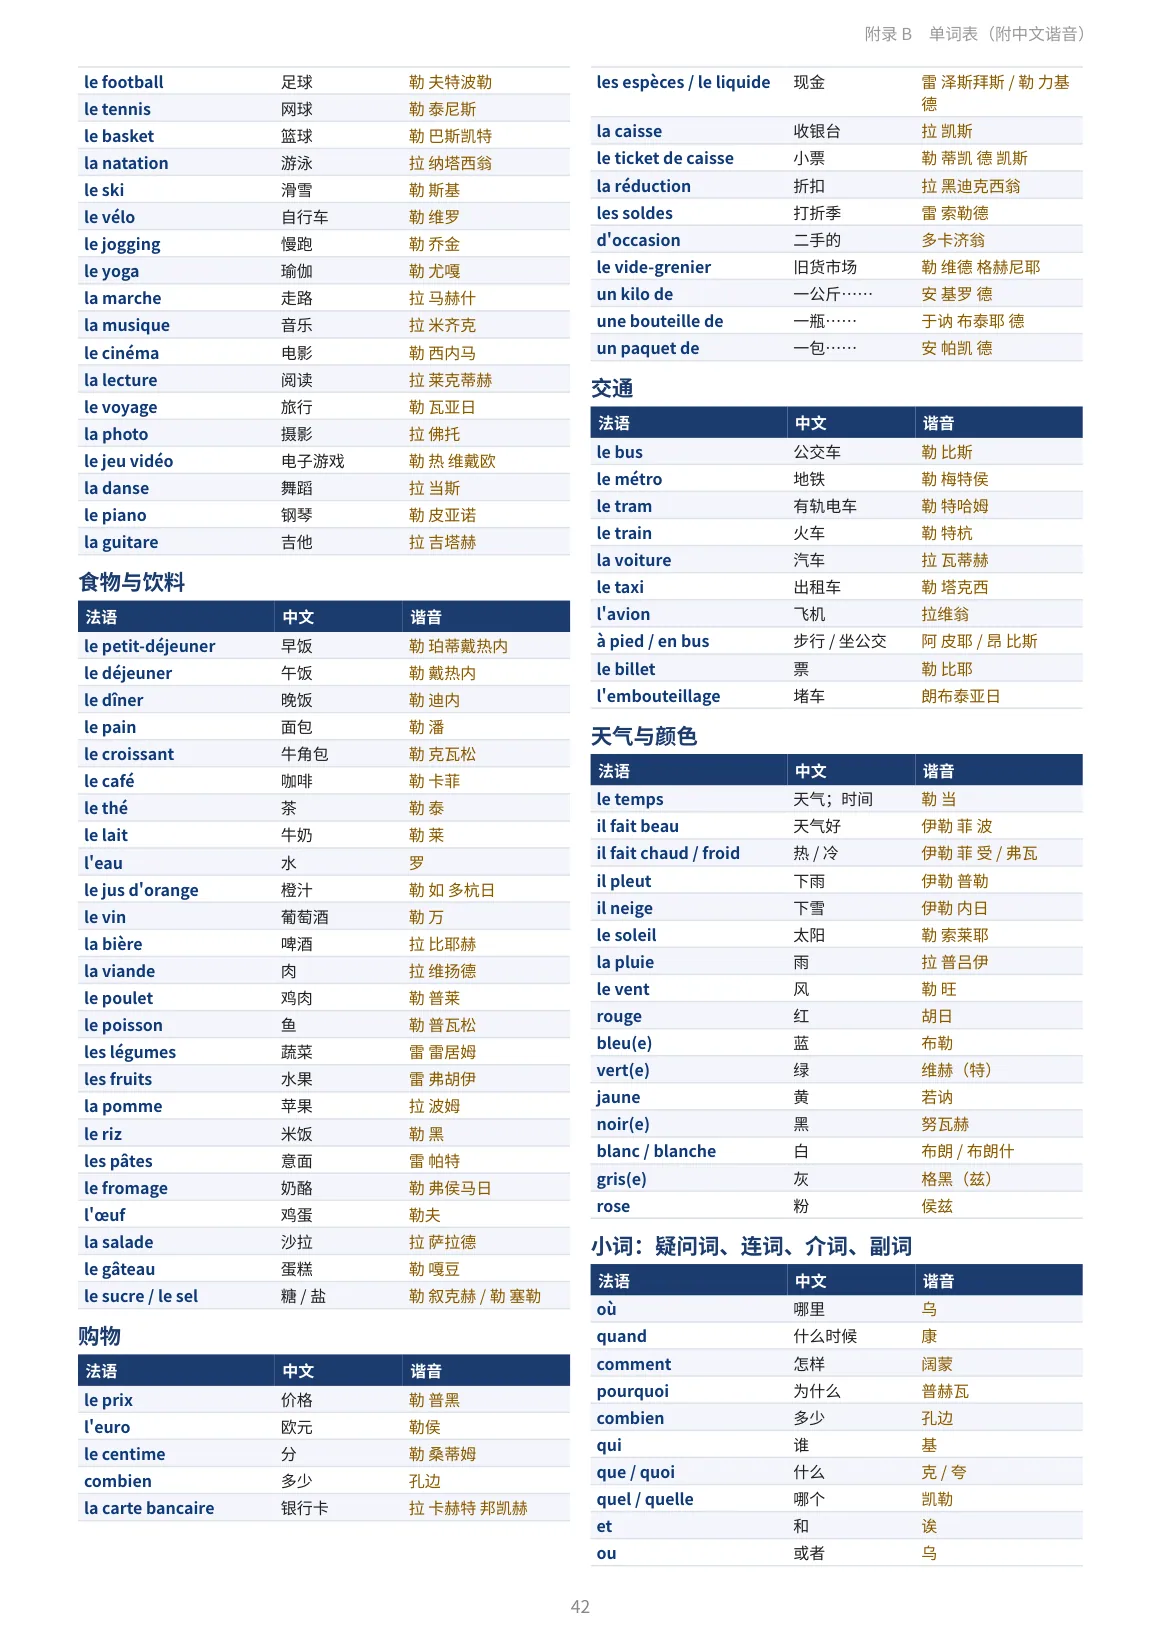 附录 B　单词表（附中文谐音）
le football 足球 勒 夫特波勒
le tennis 网球 勒 泰尼斯
le basket 篮球 勒 巴斯凯特
la natation 游泳 拉 纳塔西翁
le ski 滑雪 勒 斯基
le vélo 自行车 勒 维罗
le jogging 慢跑 勒 乔金
le yoga 瑜伽 勒 尤嘎
la marche 走路 拉 马赫什
la musique 音乐 拉 米齐克
le cinéma 电影 勒 西内马
la lecture 阅读 拉 莱克蒂赫
le voyage 旅行 勒 瓦亚日
la photo 摄影 拉 佛托
le jeu vidéo 电子游戏 勒 热 维戴欧
la danse 舞蹈 拉 当斯
le piano 钢琴 勒 皮亚诺
la guitare 吉他 拉 吉塔赫
食物与饮料
法语 中文 谐音
le petit-déjeuner 早饭 勒 珀蒂戴热内
le déjeuner 午饭 勒 戴热内
le dîner 晚饭 勒 迪内
le pain 面包 勒 潘
le croissant 牛角包 勒 克瓦松
le café 咖啡 勒 卡菲
le thé 茶 勒 泰
le lait 牛奶 勒 莱
l'eau 水 罗
le jus d'orange 橙汁 勒 如 多杭日
le vin 葡萄酒 勒 万
la bière 啤酒 拉 比耶赫
la viande 肉 拉 维扬德
le poulet 鸡肉 勒 普莱
le poisson 鱼 勒 普瓦松
les légumes 蔬菜 雷 雷居姆
les fruits 水果 雷 弗胡伊
la pomme 苹果 拉 波姆
le riz 米饭 勒 黑
les pâtes 意面 雷 帕特
le fromage 奶酪 勒 弗侯马日
l'œuf 鸡蛋 勒夫
la salade 沙拉 拉 萨拉德
le gâteau 蛋糕 勒 嘎豆
le sucre / le sel 糖 / 盐 勒 叙克赫 / 勒 塞勒
购物
法语 中文 谐音
le prix 价格 勒 普黑
l'euro 欧元 勒侯
le centime 分 勒 桑蒂姆
combien 多少 孔边
la carte bancaire 银行卡 拉 卡赫特 邦凯赫
les espèces / le liquide 现金 雷 泽斯拜斯 / 勒 力基
德
la caisse 收银台 拉 凯斯
le ticket de caisse 小票 勒 蒂凯 德 凯斯
la réduction 折扣 拉 黑迪克西翁
les soldes 打折季 雷 索勒德
d'occasion 二手的 多卡济翁
le vide-grenier 旧货市场 勒 维德 格赫尼耶
un kilo de 一公斤…… 安 基罗 德
une bouteille de 一瓶…… 于讷 布泰耶 德
un paquet de 一包…… 安 帕凯 德
交通
法语 中文 谐音
le bus 公交车 勒 比斯
le métro 地铁 勒 梅特侯
le tram 有轨电车 勒 特哈姆
le train 火车 勒 特杭
la voiture 汽车 拉 瓦蒂赫
le taxi 出租车 勒 塔克西
l'avion 飞机 拉维翁
à pied / en bus 步行 / 坐公交 阿 皮耶 / 昂 比斯
le billet 票 勒 比耶
l'embouteillage 堵车 朗布泰亚日
天气与颜色
法语 中文 谐音
le temps 天气；时间 勒 当
il fait beau 天气好 伊勒 菲 波
il fait chaud / froid 热 / 冷 伊勒 菲 受 / 弗瓦
il pleut 下雨 伊勒 普勒
il neige 下雪 伊勒 内日
le soleil 太阳 勒 索莱耶
la pluie 雨 拉 普吕伊
le vent 风 勒 旺
rouge 红 胡日
bleu(e) 蓝 布勒
vert(e) 绿 维赫（特）
jaune 黄 若讷
noir(e) 黑 努瓦赫
blanc / blanche 白 布朗 / 布朗什
gris(e) 灰 格黑（兹）
rose 粉 侯兹
小词：疑问词、连词、介词、副词
法语 中文 谐音
où 哪里 乌
quand 什么时候 康
comment 怎样 阔蒙
pourquoi 为什么 普赫瓦
combien 多少 孔边
qui 谁 基
que / quoi 什么 克 / 夸
quel / quelle 哪个 凯勒
et 和 诶
ou 或者 乌
42